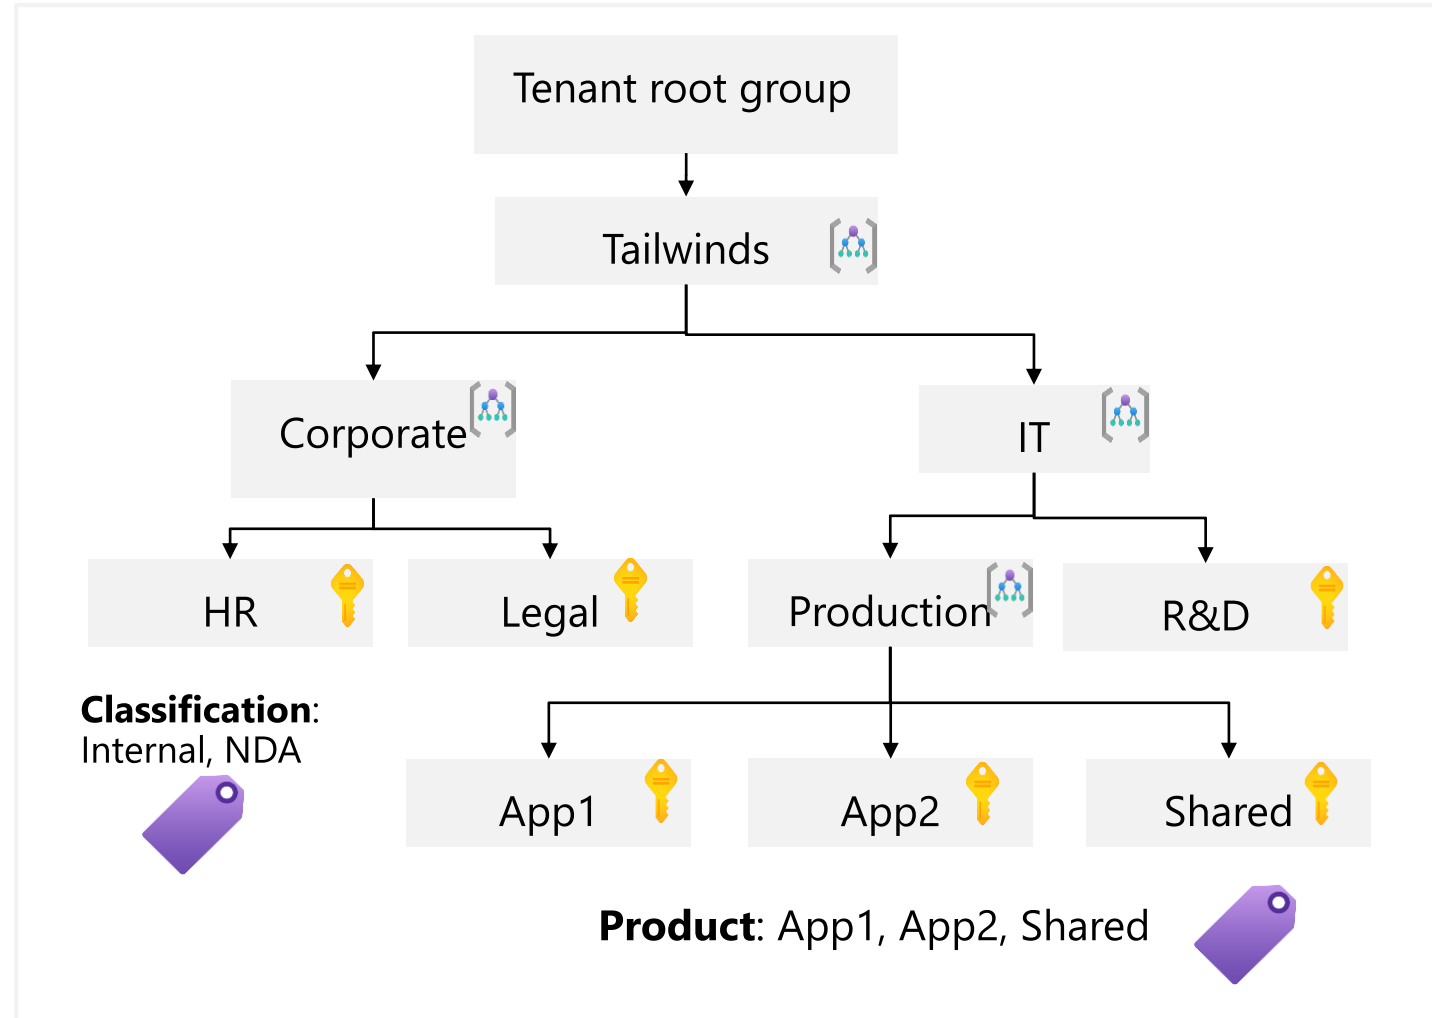 Tenant root group
Tailwinds
Corporate
IT
HR
Legal
Production
R&D
Classification:
Internal, NDA
App1
App2
Shared
Product: App1, App2, Shared